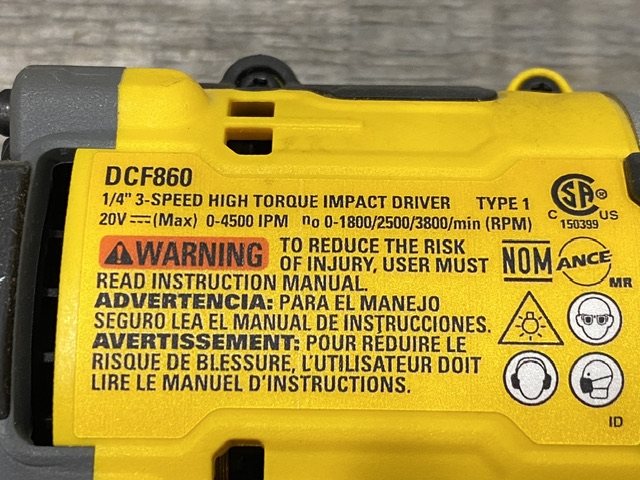 DCF860
1/4" 3-SPEED HIGH TORQUE IMPACT DRIVER TYPE 1
20V ⎓ (Max) 0-4500 IPM no 0-1800/2500/3800/min (RPM)
CSA
C US
150399
WARNING TO REDUCE THE RISK
OF INJURY, USER MUST
READ INSTRUCTION MANUAL.
NOM ANCE
MR
ADVERTENCIA: PARA EL MANEJO
SEGURO LEA EL MANUAL DE INSTRUCCIONES.
AVERTISSEMENT: POUR REDUIRE LE
RISQUE DE BLESSURE, L'UTILISATEUR DOIT
LIRE LE MANUEL D'INSTRUCTIONS.
ID